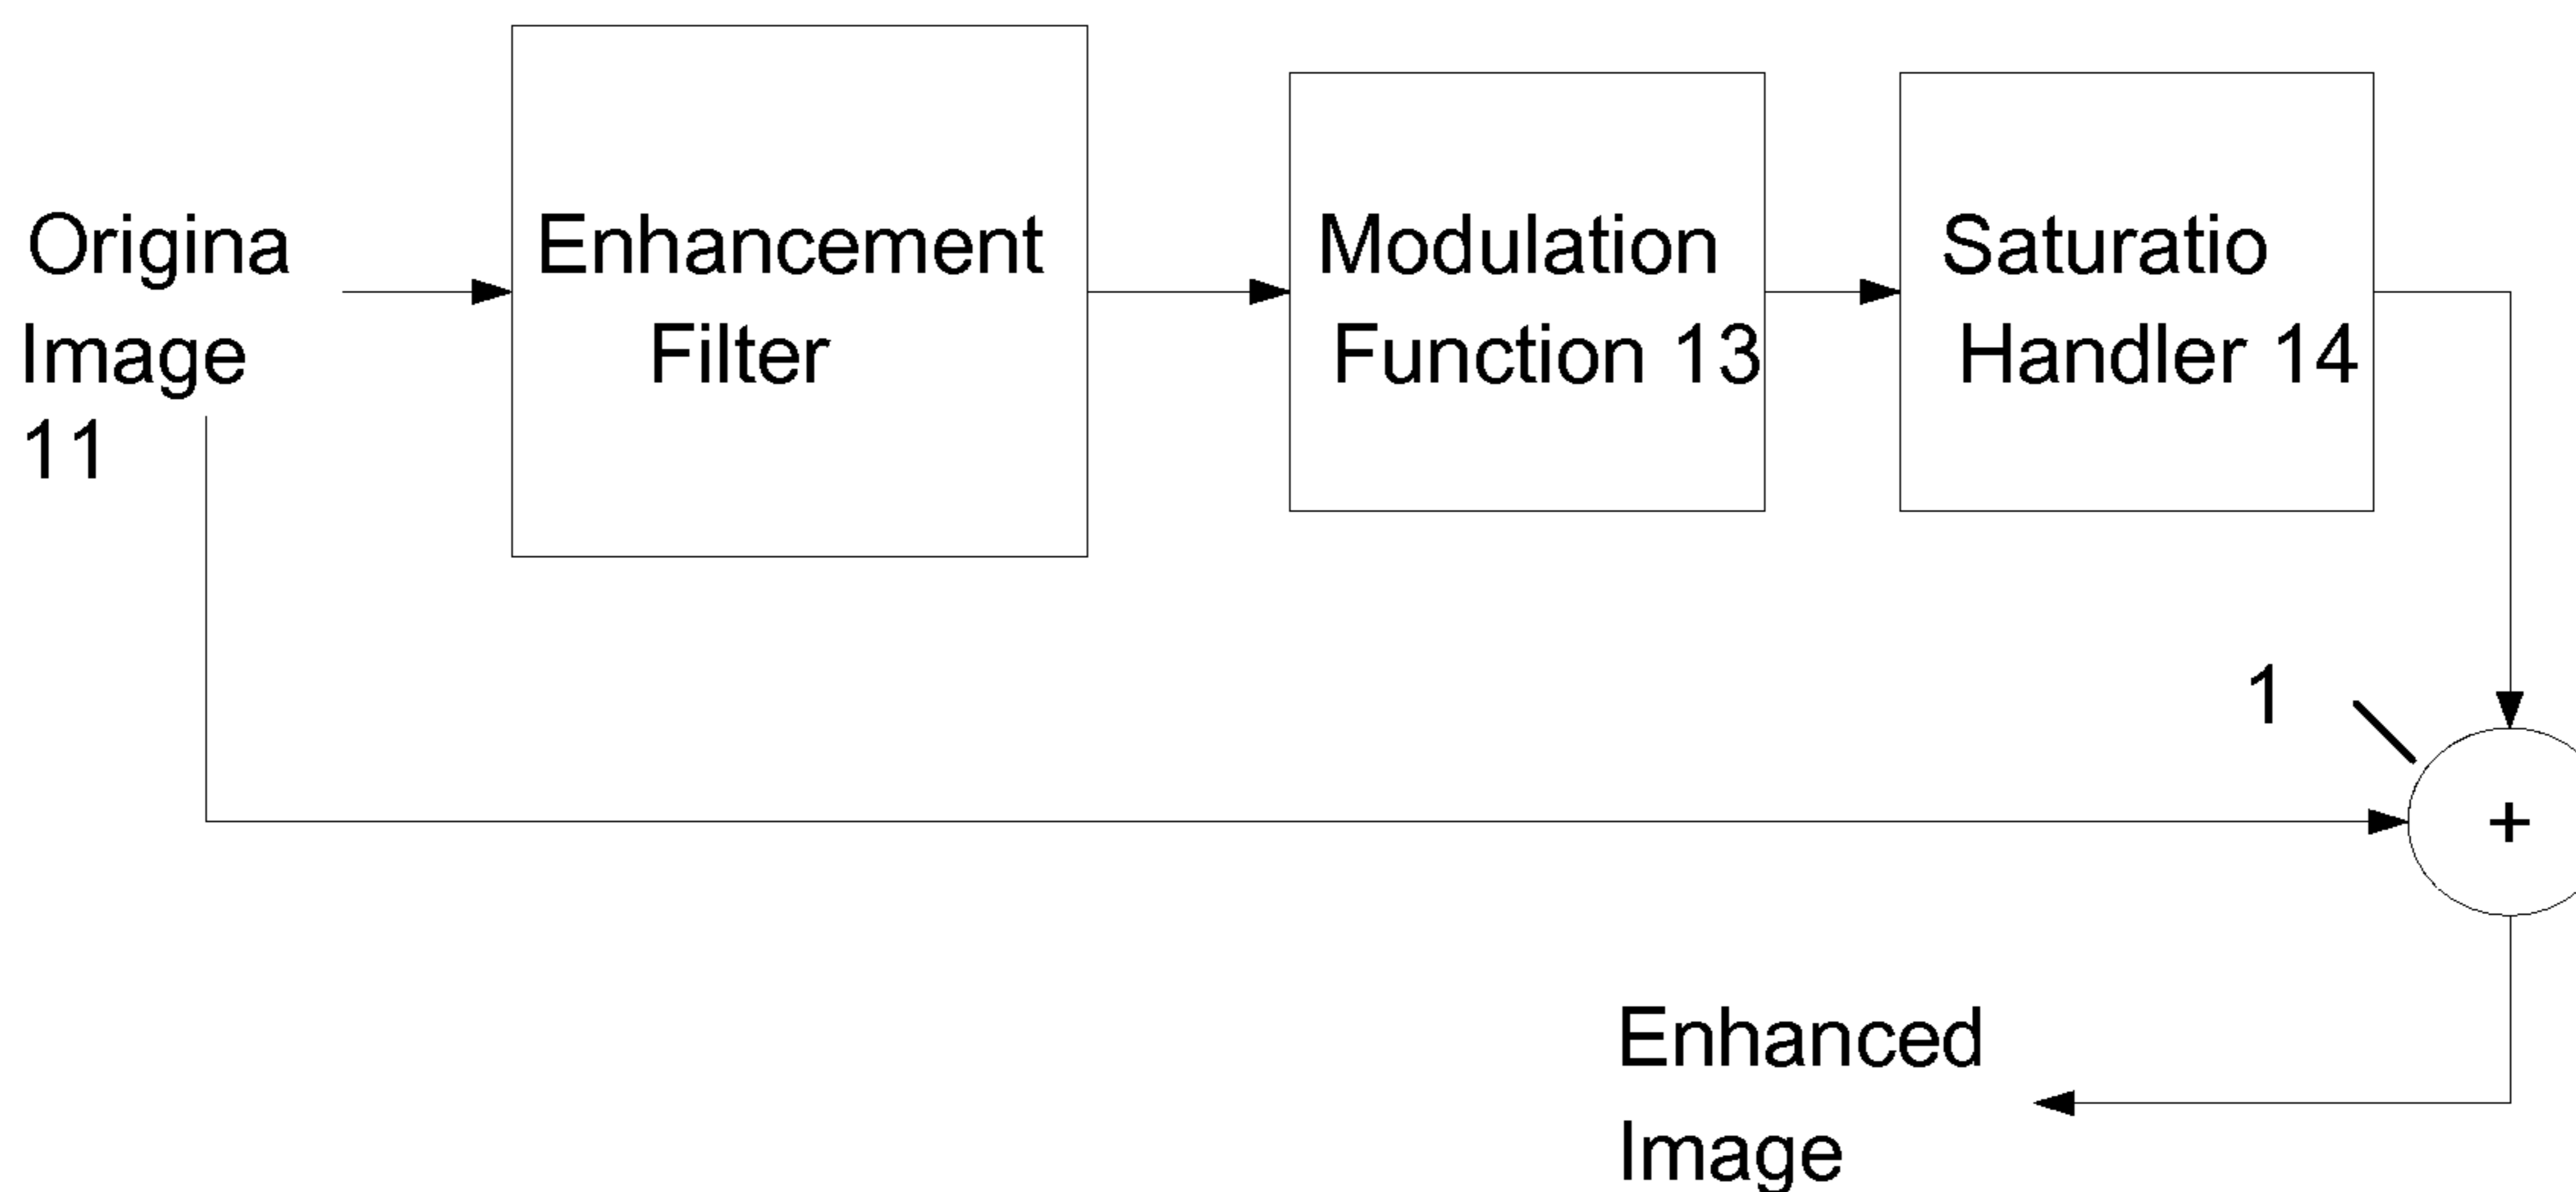 Origina
Image
11
Enhancement
Filter
Modulation
Function 13
Saturatio
Handler 14
1
+
Enhanced
Image